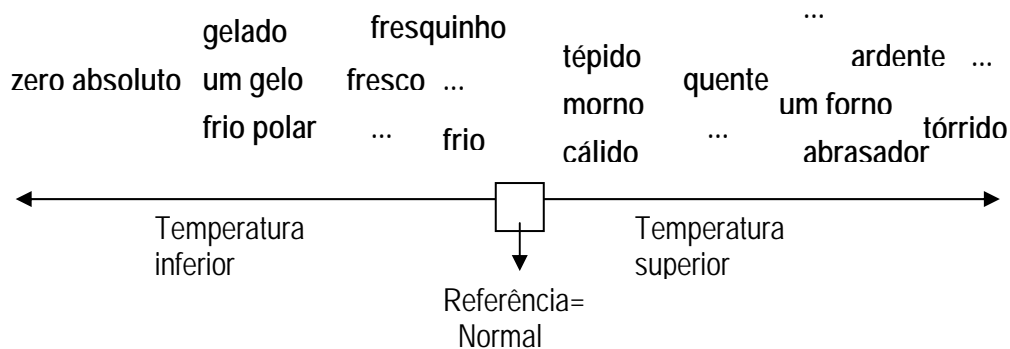 ...
gelado fresquinho
tépido ardente ...
zero absoluto um gelo fresco ... quente
morno um forno
frio polar ... frio ... tórrido
cálido abrasador
Temperatura Temperatura
inferior superior
Referência=
Normal